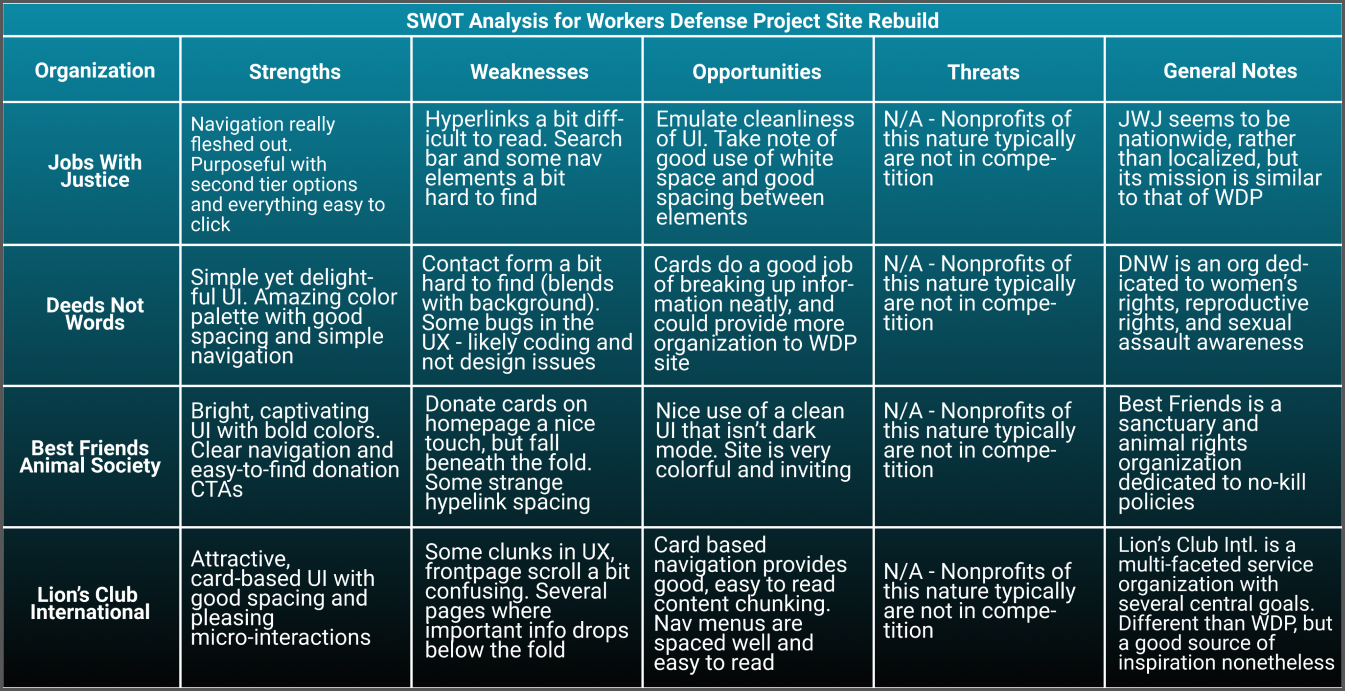 SWOT Analysis for Workers Defense Project Site Rebuild
Organization
Strengths
Weaknesses
Opportunities
Threats
General Notes
Jobs With
Justice
Navigation really
fleshed out.
Purposeful with
second tier options
and everything easy to
click
Hyperlinks a bit diff-
icult to read. Search
bar and some nav
elements a bit
hard to find
Emulate cleanliness
of UI. Take note of
good use of white
space and good
spacing between
elements
N/A - Nonprofits of
this nature typically
are not in compe-
tition
JWJ seems to be
nationwide, rather
than localized, but
its mission is similar
to that of WDP
Deeds Not
Words
Simple yet delight-
ful UI. Amazing color
palette with good
spacing and simple
navigation
Contact form a bit
hard to find (blends
with background).
Some bugs in the
UX - likely coding and
not design issues
Cards do a good job
of breaking up infor-
mation neatly, and
could provide more
organization to WDP
site
N/A - Nonprofits of
this nature typically
are not in compe-
tition
DNW is an org ded-
icated to women's
rights, reproductive
rights, and sexual
assault awareness
Best Friends
Animal Society
Bright, captivating
UI with bold colors.
Clear navigation and
easy-to-find donation
CTAs
Donate cards on
homepage a nice
touch, but fall
beneath the fold.
Some strange
hypelink spacing
Nice use of a clean
UI that isn't dark
mode. Site is very
colorful and inviting
N/A - Nonprofits of
this nature typically
are not in compe-
tition
Best Friends is a
sanctuary and
animal rights
organization
dedicated to no-kill
policies
Lion's Club
International
Attractive,
card-based UI with
good spacing and
pleasing
micro-interactions
Some clunks in UX,
frontpage scroll a bit
confusing. Several
pages where
important info drops
below the fold
Card based
navigation provides
good, easy to read
content chunking.
Nav menus are
spaced well and
easy to read
N/A - Nonprofits of
this nature typically
are not in compe-
tition
Lion's Club Intl. is a
multi-faceted service
organization with
several central goals.
Different than WDP, but
a good source of
inspiration nonetheless